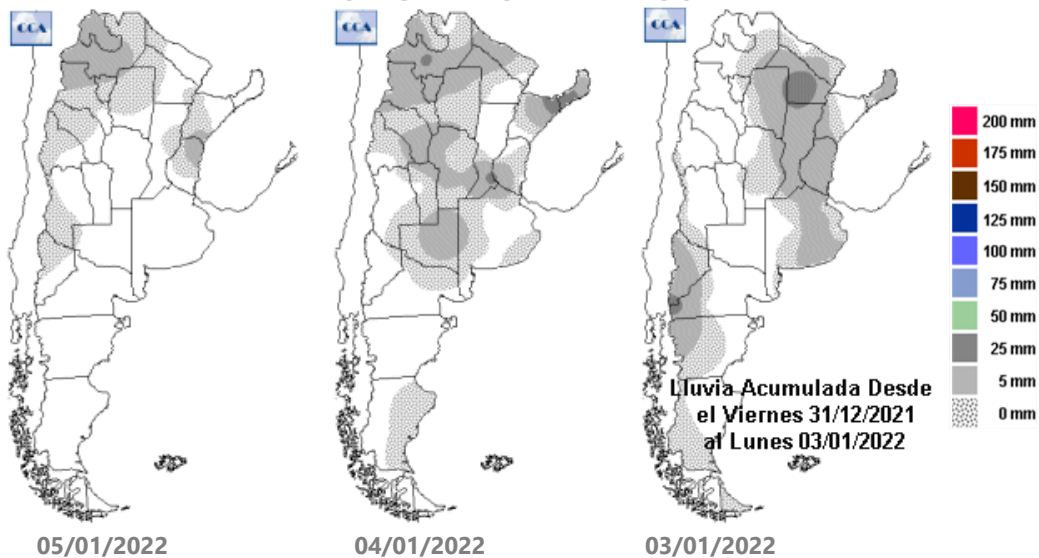 CCA
CCA
CCA
200 mm
175 mm
150 mm
125 mm
100 mm
75 mm
50 mm
25 mm
5 mm
0 mm
Lluvia Acumulada Desde
el Viernes 31/12/2021
al Lunes 03/01/2022
05/01/2022
04/01/2022
03/01/2022